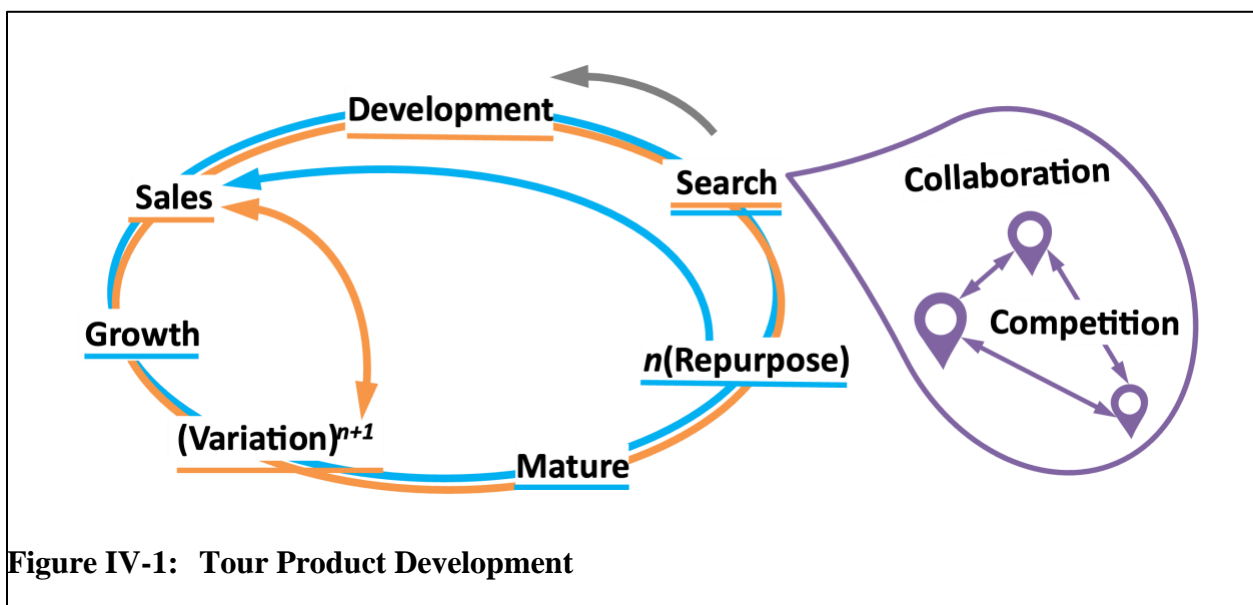 Development
Search
Collaboration
Sales
Competition
Growth
n(Repurpose)
(Variation)ⁿ⁺¹
Mature
Figure IV-1: Tour Product Development